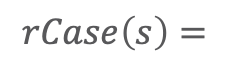 rCase(s) =